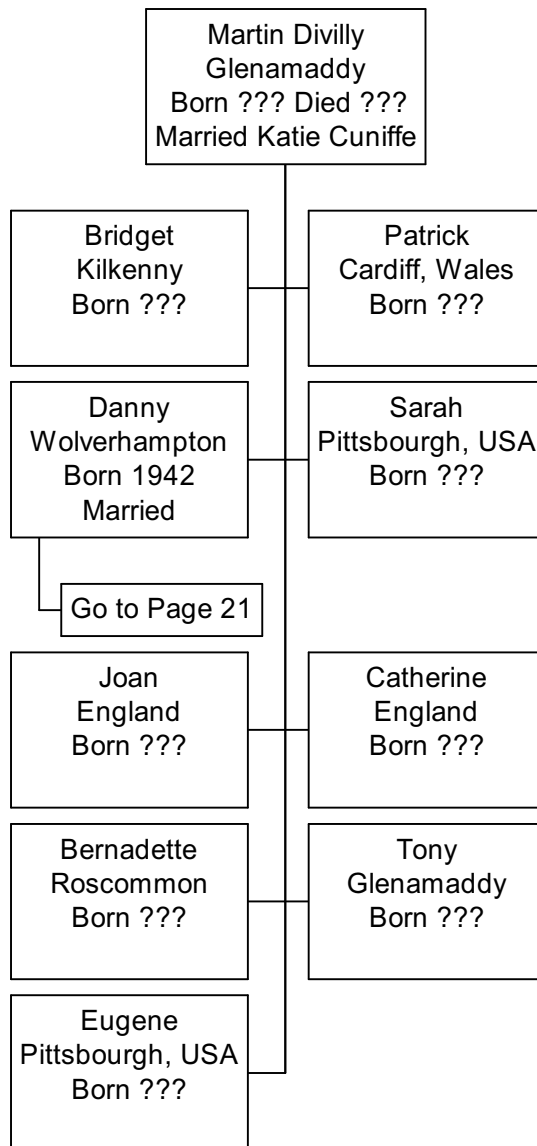 Martin Divilly
Glenamaddy
Born ??? Died ???
Married Katie Cuniffe
Bridget
Kilkenny
Born ???
Patrick
Cardiff, Wales
Born ???
Danny
Wolverhampton
Born 1942
Married
Sarah
Pittsbourgh, USA
Born ???
Go to Page 21
Joan
England
Born ???
Catherine
England
Born ???
Bernadette
Roscommon
Born ???
Tony
Glenamaddy
Born ???
Eugene
Pittsbourgh, USA
Born ???